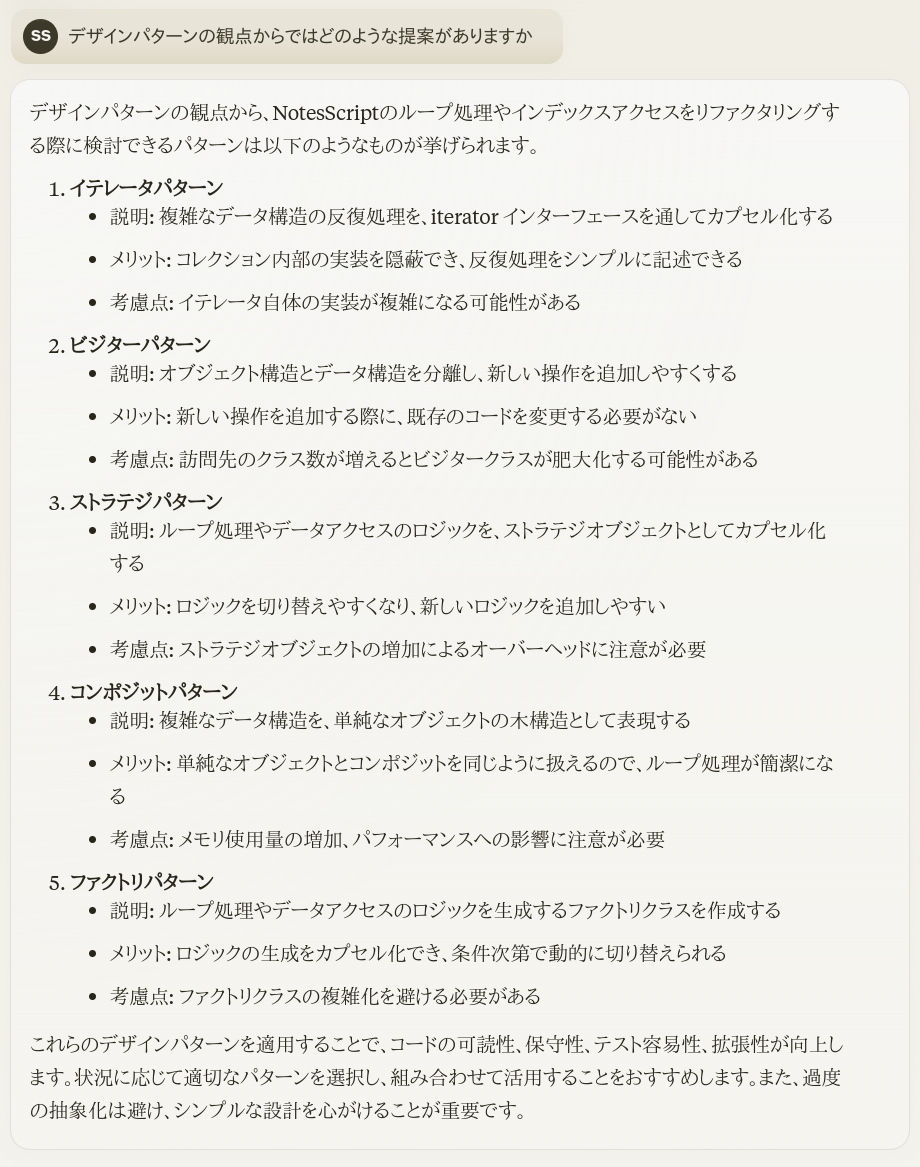 SS デザインパターンの観点からではどのような提案がありますか
デザインパターンの観点から、NotesScriptのループ処理やインデックスアクセスをリファクタリングす
る際に検討できるパターンは以下のようなものが挙げられます。
1. イテレータパターン
• 説明: 複雑なデータ構造の反復処理を、iterator インターフェースを通してカプセル化する
• メリット: コレクション内部の実装を隠蔽でき、反復処理をシンプルに記述できる
• 考慮点: イテレータ自体の実装が複雑になる可能性がある
2. ビジターパターン
• 説明: オブジェクト構造とデータ構造を分離し、新しい操作を追加しやすくする
• メリット: 新しい操作を追加する際に、既存のコードを変更する必要がない
• 考慮点: 訪問先のクラス数が増えるとビジタークラスが肥大化する可能性がある
3. ストラテジパターン
• 説明: ループ処理やデータアクセスのロジックを、ストラテジオブジェクトとしてカプセル化
する
• メリット: ロジックを切り替えやすくなり、新しいロジックを追加しやすい
• 考慮点: ストラテジオブジェクトの増加によるオーバーヘッドに注意が必要
4. コンポジットパターン
• 説明: 複雑なデータ構造を、単純なオブジェクトの木構造として表現する
• メリット: 単純なオブジェクトとコンポジットを同じように扱えるので、ループ処理が簡潔にな
る
• 考慮点: メモリ使用量の増加、パフォーマンスへの影響に注意が必要
5. ファクトリパターン
• 説明: ループ処理やデータアクセスのロジックを生成するファクトリクラスを作成する
• メリット: ロジックの生成をカプセル化でき、条件次第で動的に切り替えられる
• 考慮点: ファクトリクラスの複雑化を避ける必要がある
これらのデザインパターンを適用することで、コードの可読性、保守性、テスト容易性、拡張性が向上し
ます。状況に応じて適切なパターンを選択し、組み合わせて活用することをおすすめします。また、過度
の抽象化は避け、シンプルな設計を心がけることが重要です。